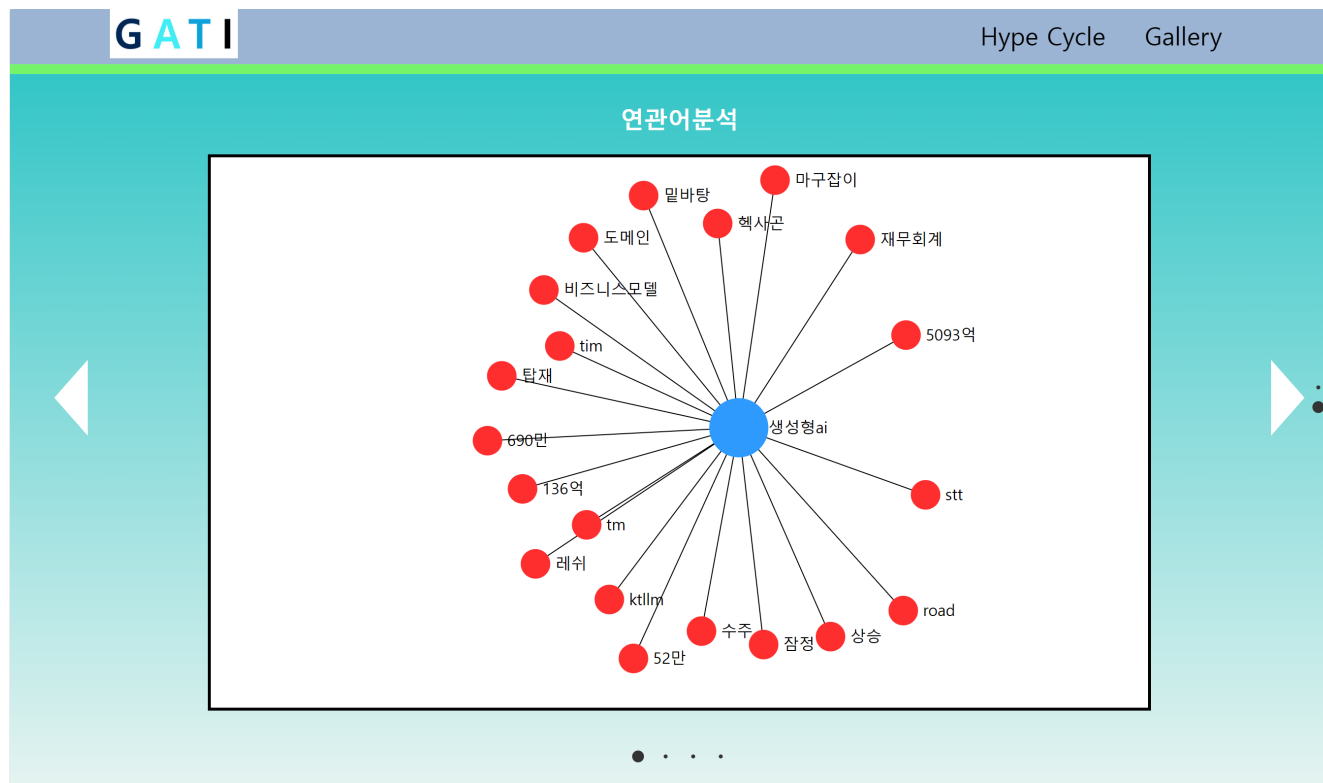 G A T I
Hype Cycle
Gallery
연관어분석
마구잡이
밑바탕
헥사곤
도메인
재무회계
비즈니스모델
5093억
tim
탑재
생성형ai
690만
136억
stt
tm
레쉬
ktllm
road
수주
상승
잠정
52만